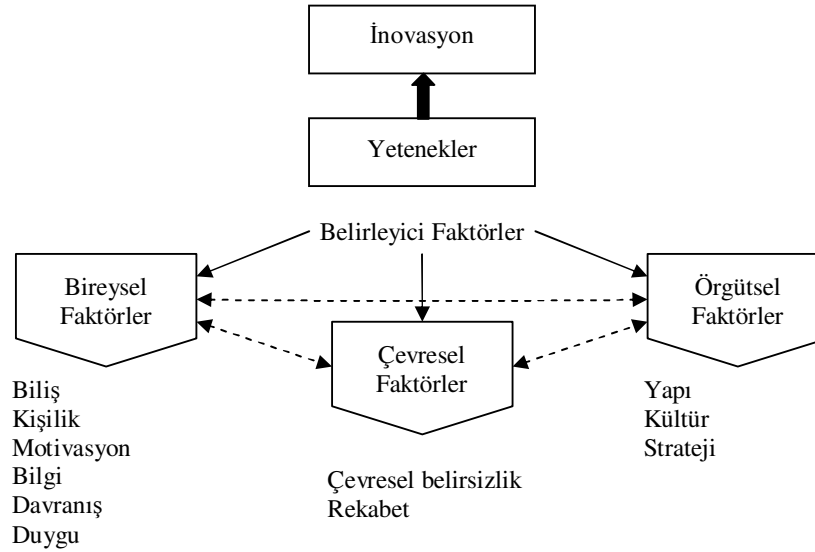 İnovasyon
Yetenekler
Belirleyici Faktörler
Bireysel
Faktörler
Örgütsel
Faktörler
Çevresel
Faktörler
Biliş
Kişilik
Motivasyon
Bilgi
Davranış
Duygu
Çevresel belirsizlik
Rekabet
Yapı
Kültür
Strateji